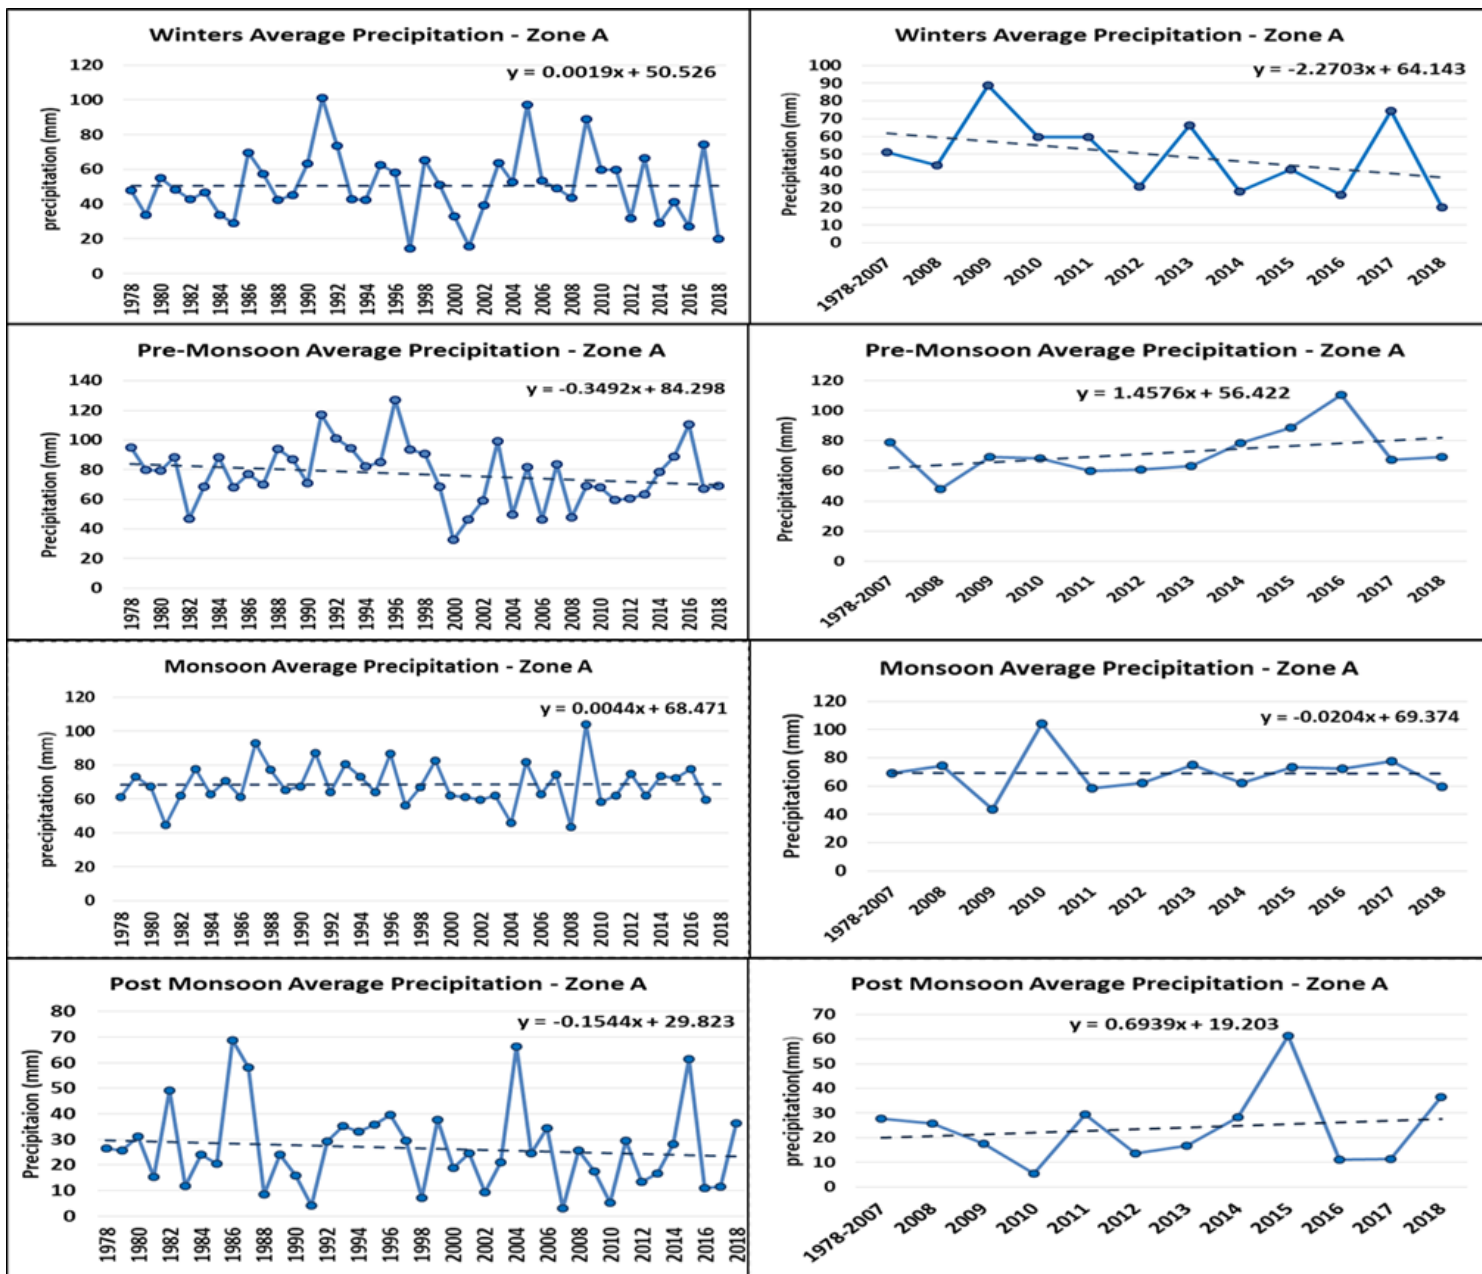 Winters Average Precipitation - Zone A
y = 0.0019x + 50.526
precipitation (mm)
120
100
80
60
40
20
0
1978 1980 1982 1984 1986 1988 1990 1992 1994 1996 1998 2000 2002 2004 2006 2008 2010 2012 2014 2016 2018
Winters Average Precipitation - Zone A
y = -2.2703x + 64.143
Precipitation (mm)
100
90
80
70
60
50
40
30
20
10
0
1978-2007 2008 2009 2010 2011 2012 2013 2014 2015 2016 2017 2018
Pre-Monsoon Average Precipitation - Zone A
y = -0.3492x + 84.298
Precipitation (mm)
140
120
100
80
60
40
20
0
1978 1980 1982 1984 1986 1988 1990 1992 1994 1996 1998 2000 2002 2004 2006 2008 2010 2012 2014 2016 2018
Pre-Monsoon Average Precipitation - Zone A
y = 1.4576x + 56.422
Precipitation (mm)
120
100
80
60
40
20
0
1978-2007 2008 2009 2010 2011 2012 2013 2014 2015 2016 2017 2018
Monsoon Average Precipitation - Zone A
y = 0.0044x + 68.471
precipitation (mm)
120
100
80
60
40
20
0
1978 1980 1982 1984 1986 1988 1990 1992 1994 1996 1998 2000 2002 2004 2006 2008 2010 2012 2014 2016 2018
Monsoon Average Precipitation - Zone A
y = -0.0204x + 69.374
Precipitation (mm)
120
100
80
60
40
20
0
1978-2007 2008 2009 2010 2011 2012 2013 2014 2015 2016 2017 2018
Post Monsoon Average Precipitation - Zone A
y = -0.1544x + 29.823
Precipitaion (mm)
80
70
60
50
40
30
20
10
0
1978 1980 1982 1984 1986 1988 1990 1992 1994 1996 1998 2000 2002 2004 2006 2008 2010 2012 2014 2016 2018
Post Monsoon Average Precipitation - Zone A
y = 0.6939x + 19.203
precipitation(mm)
70
60
50
40
30
20
10
0
1978-2007 2008 2009 2010 2011 2012 2013 2014 2015 2016 2017 2018